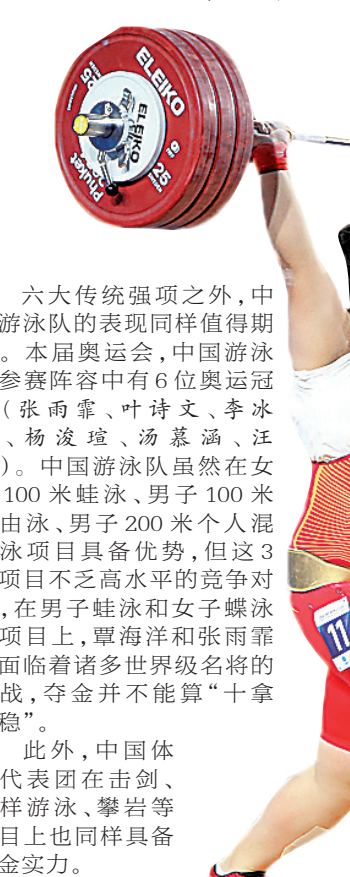 ELEIKO
ELEIKO
25
Phuket
11
六大传统强项之外，中
游泳队的表现同样值得期
。本届奥运会，中国游泳
参赛阵容中有6位奥运冠
（张雨霏、叶诗文、李冰
、杨浚瑄、汤慕涵、汪
）。中国游泳队虽然在女
100米蛙泳、男子100米
由泳、男子200米个人混
泳项目具备优势，但这3
项目不乏高水平的竞争对
，在男子蛙泳和女子蝶泳
项目上，覃海洋和张雨霏
面临着诸多世界级名将的
战，夺金并不能算“十拿
稳”。
此外，中国体
代表团在击剑、
样游泳、攀岩等
目上也同样具备
金实力。